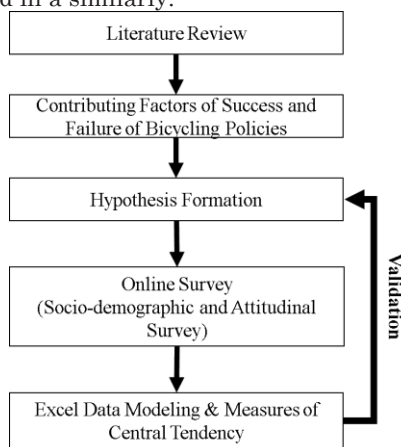 d in a similarly.
Literature Review
Contributing Factors of Success and
Failure of Bicycling Policies
Hypothesis Formation
Online Survey
(Socio-demographic and Attitudinal
Survey)
Validation
Excel Data Modeling & Measures of
Central Tendency